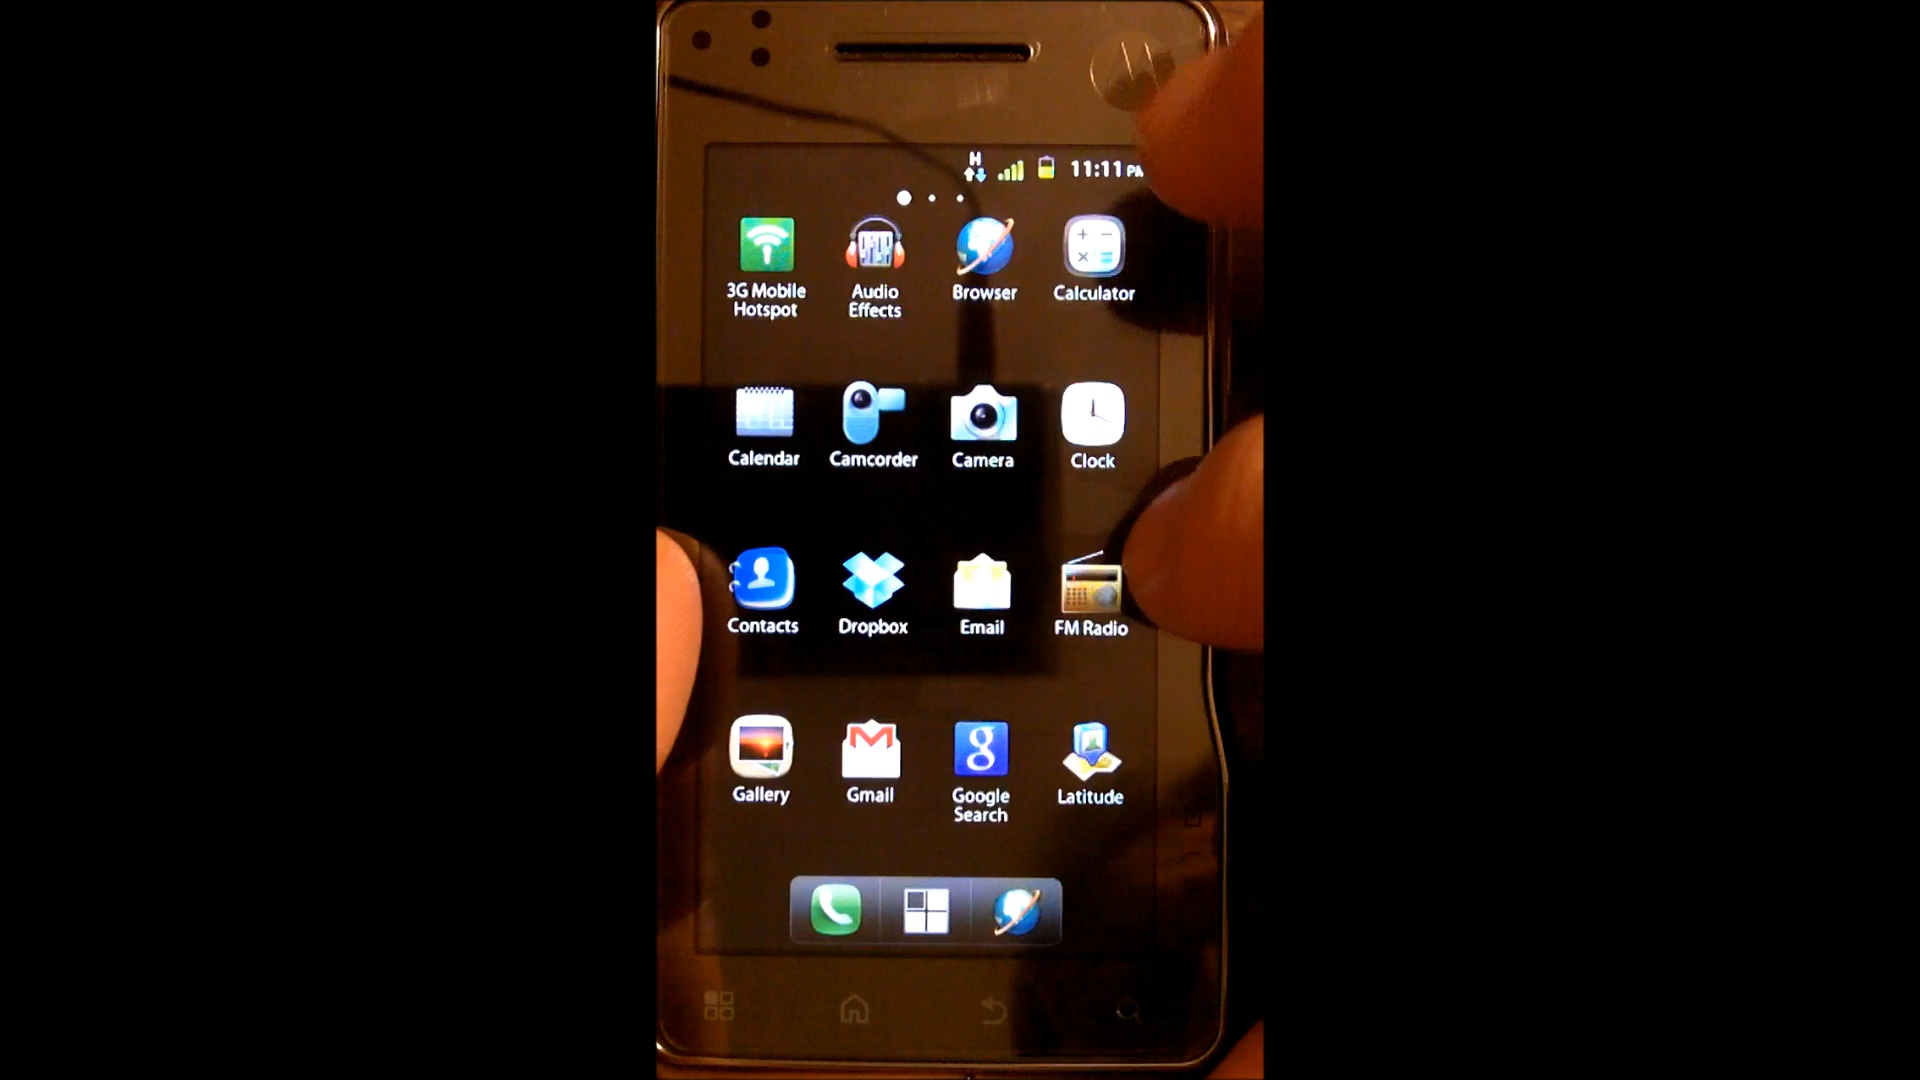 H
11:11 PM
3G Mobile
Hotspot
Audio
Effects
Browser
Calculator
Calendar
Camcorder
Camera
Clock
Contacts
Dropbox
Email
FM Radio
Gallery
Gmail
Google
Search
Latitude